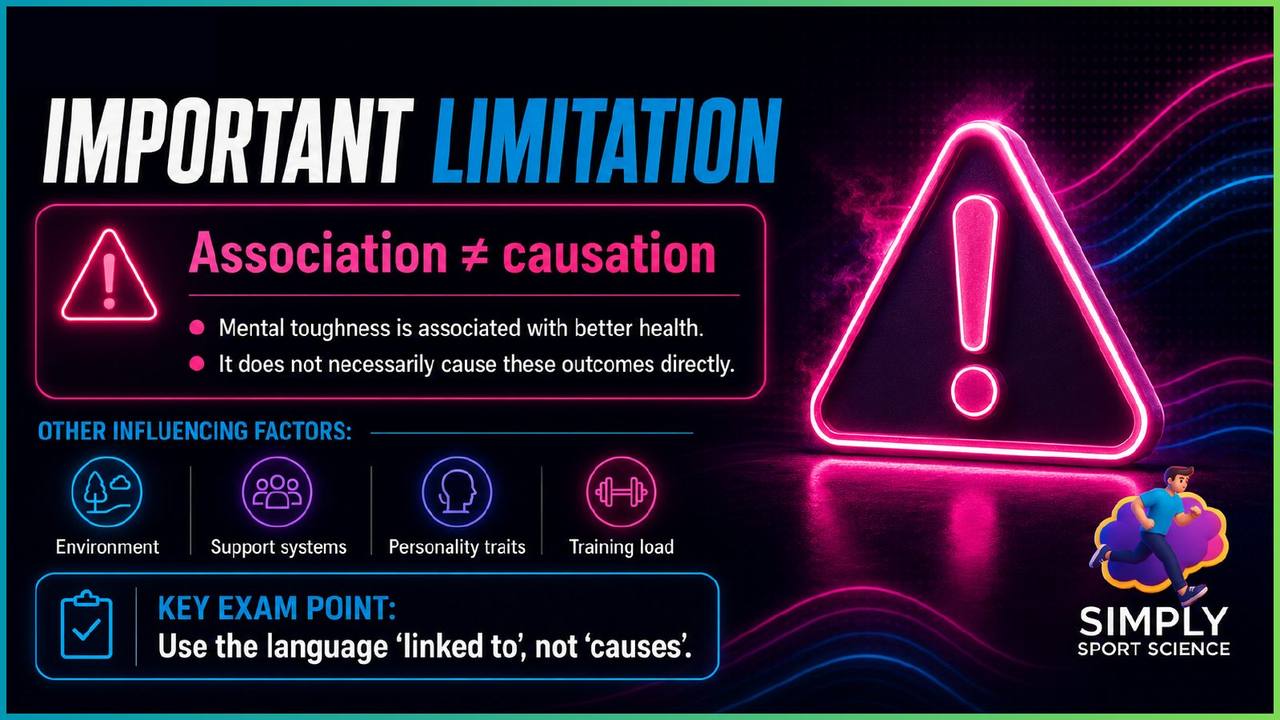 IMPORTANT LIMITATION
Association ≠ causation
Mental toughness is associated with better health.
It does not necessarily cause these outcomes directly.
OTHER INFLUENCING FACTORS:
Environment
Support systems
Personality traits
Training load
KEY EXAM POINT:
Use the language ‘linked to’, not ‘causes’.
SIMPLY
SPORT SCIENCE